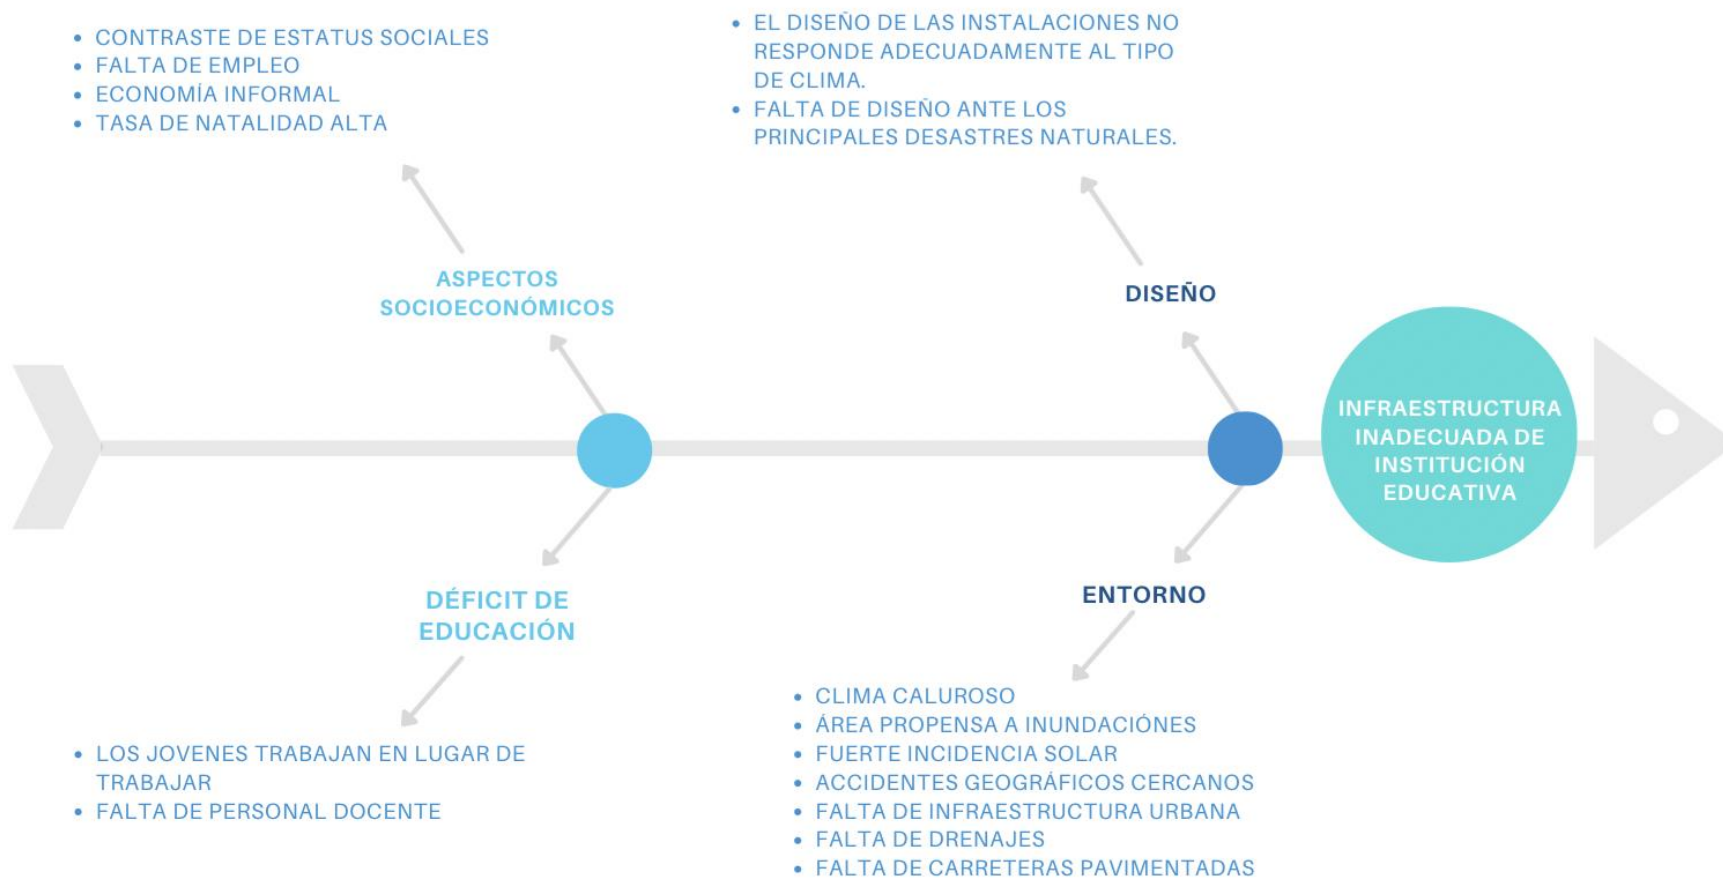 CONTRASTE DE ESTATUS SOCIALES
FALTA DE EMPLEO
ECONOMÍA INFORMAL
TASA DE NATALIDAD ALTA
EL DISEÑO DE LAS INSTALACIONES NO
RESPONDE ADECUADAMENTE AL TIPO
DE CLIMA.
FALTA DE DISEÑO ANTE LOS
PRINCIPALES DESASTRES NATURALES.
ASPECTOS
SOCIOECONÓMICOS
DISEÑO
INFRAESTRUCTURA
INADECUADA DE
INSTITUCIÓN
EDUCATIVA
DÉFICIT DE
EDUCACIÓN
ENTORNO
LOS JOVENES TRABAJAN EN LUGAR DE
TRABAJAR
FALTA DE PERSONAL DOCENTE
CLIMA CALUROSO
ÁREA PROPENSA A INUNDACIÓNES
FUERTE INCIDENCIA SOLAR
ACCIDENTES GEOGRÁFICOS CERCANOS
FALTA DE INFRAESTRUCTURA URBANA
FALTA DE DRENAJES
FALTA DE CARRETERAS PAVIMENTADAS